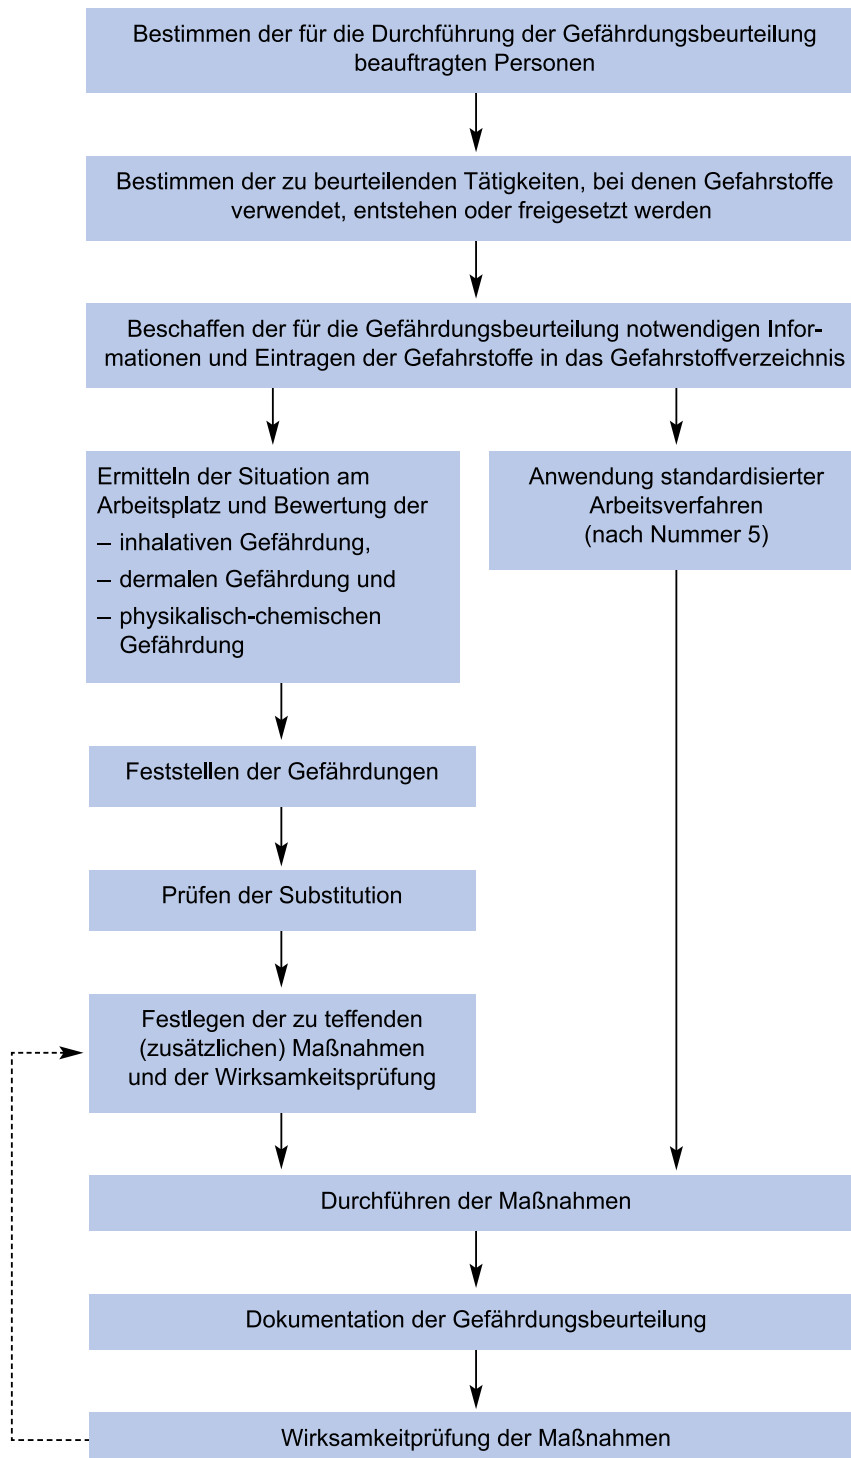 Bestimmen der für die Durchführung der Gefährdungsbeurteilung
beauftragten Personen
Bestimmen der zu beurteilenden Tätigkeiten, bei denen Gefahrstoffe
verwendet, entstehen oder freigesetzt werden
Beschaffen der für die Gefährdungsbeurteilung notwendigen Infor-
mationen und Eintragen der Gefahrstoffe in das Gefahrstoffverzeichnis
Ermitteln der Situation am
Arbeitsplatz und Bewertung der
– inhalativen Gefährdung,
– dermalen Gefährdung und
– physikalisch-chemischen
Gefährdung
Anwendung standardisierter
Arbeitsverfahren
(nach Nummer 5)
Feststellen der Gefährdungen
Prüfen der Substitution
Festlegen der zu teffenden
(zusätzlichen) Maßnahmen
und der Wirksamkeitsprüfung
Durchführen der Maßnahmen
Dokumentation der Gefährdungsbeurteilung
Wirksamkeitprüfung der Maßnahmen